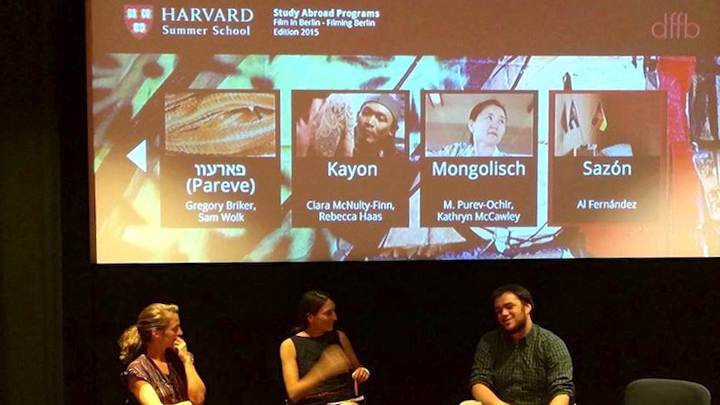 HARVARD
Summer School
Study Abroad Programs
Film in Berlin - Filming Berlin
Edition 2015
dffb
פארעוו
(Pareve)
Gregory Briker,
Sam Wolk
Kayon
Clara McNulty-Finn,
Rebecca Haas
Mongolisch
M. Purev-Ochir,
Kathryn McCawley
Sazón
Al Fernández